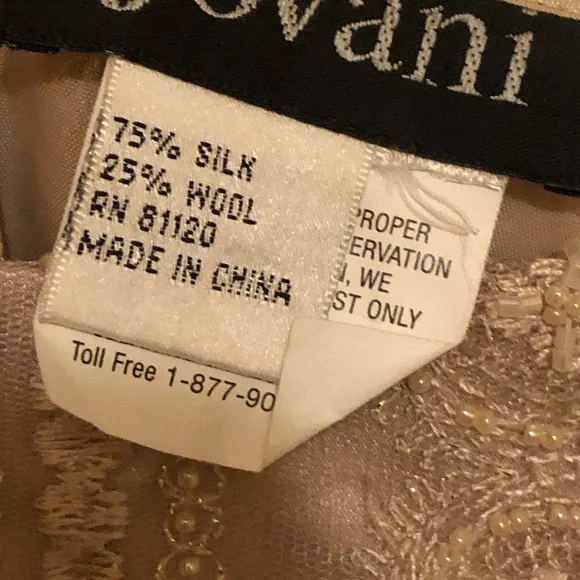 ovani
75% SILK
25% WOOL
RN 81120
MADE IN CHINA
PROPER
ERVATION
, WE
ST ONLY
Toll Free 1-877-90